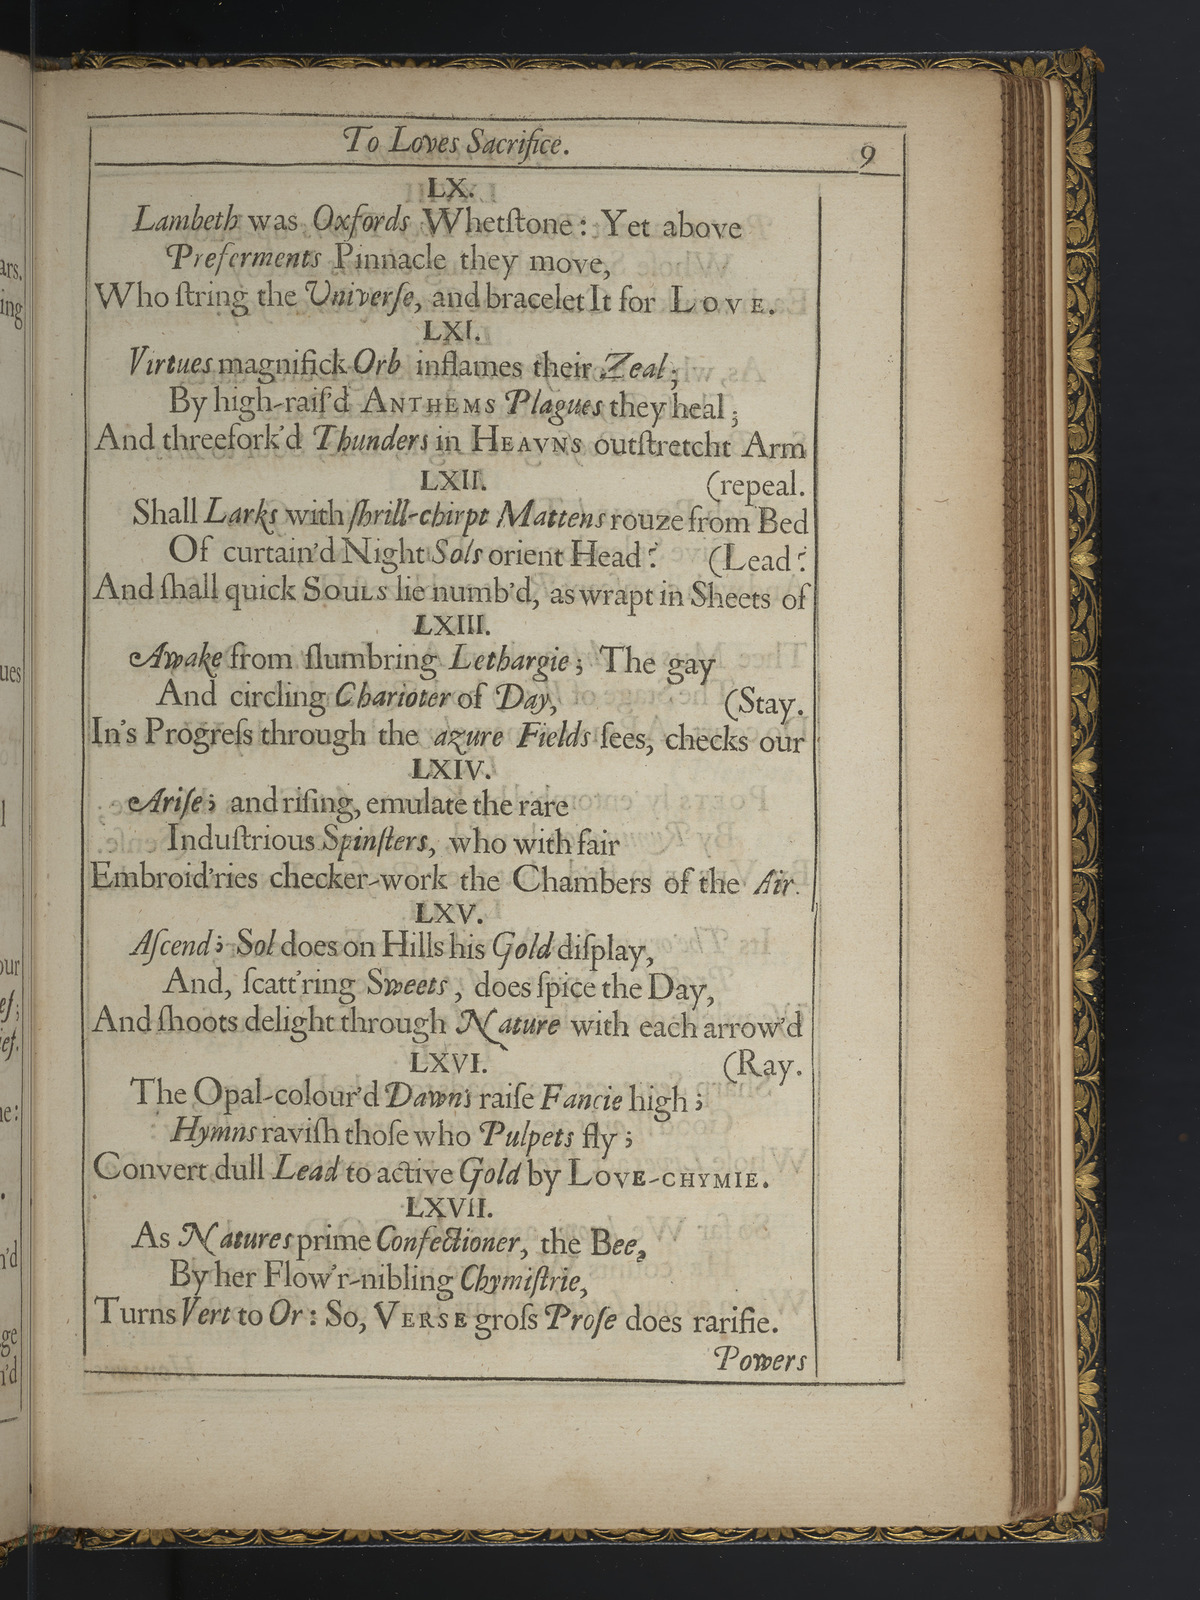 ars,
ing
ues
l
our
eſ;
ieſ.
ne:
n'd
ge
n'd
To Loves Sacrifice.
9
LX.
Lambeth was Oxfords Whetſtone: Yet above
Preferments Pinnacle they move,
Who ſtring the Univerſe, and bracelet It for LOVE.
LXI.
Virtues magnifick Orb inflames their Zeal;
By high-raiſ'd ANTHEMS Plagues they heal;
And threefork'd Thunders in HEAVNS outſtretcht Arm
LXII. (repeal.
Shall Larks with ſhrill-chirpt Mattens rouze from Bed
Of curtain'd Night Sols orient Head? (Lead?
And ſhall quick SOULS lie numb'd, as wrapt in Sheets of
LXIII.
Awake from ſlumbring Lethargie; The gay
And circling Charioter of Day, (Stay.
In's Progreſs through the azure Fields ſees, checks our
LXIV.
Ariſe; and riſing, emulate the rare
Induſtrious Spinſters, who with fair
Embroid'ries checker-work the Chambers of the Air.
LXV.
Aſcend; Sol does on Hills his Gold diſplay,
And, ſcatt'ring Sweets, does ſpice the Day,
And ſhoots delight through Nature with each arrow'd
LXVI. (Ray.
The Opal-colour'd Dawns raiſe Fancie high;
Hymns raviſh thoſe who Pulpets fly;
Convert dull Lead to active Gold by LOVE-CHYMIE.
LXVII.
As Natures prime Confectioner, the Bee,
By her Flow'r-nibling Chymiſtrie,
Turns Vert to Or: So, VERSE groſs Proſe does rarifie.
Powers